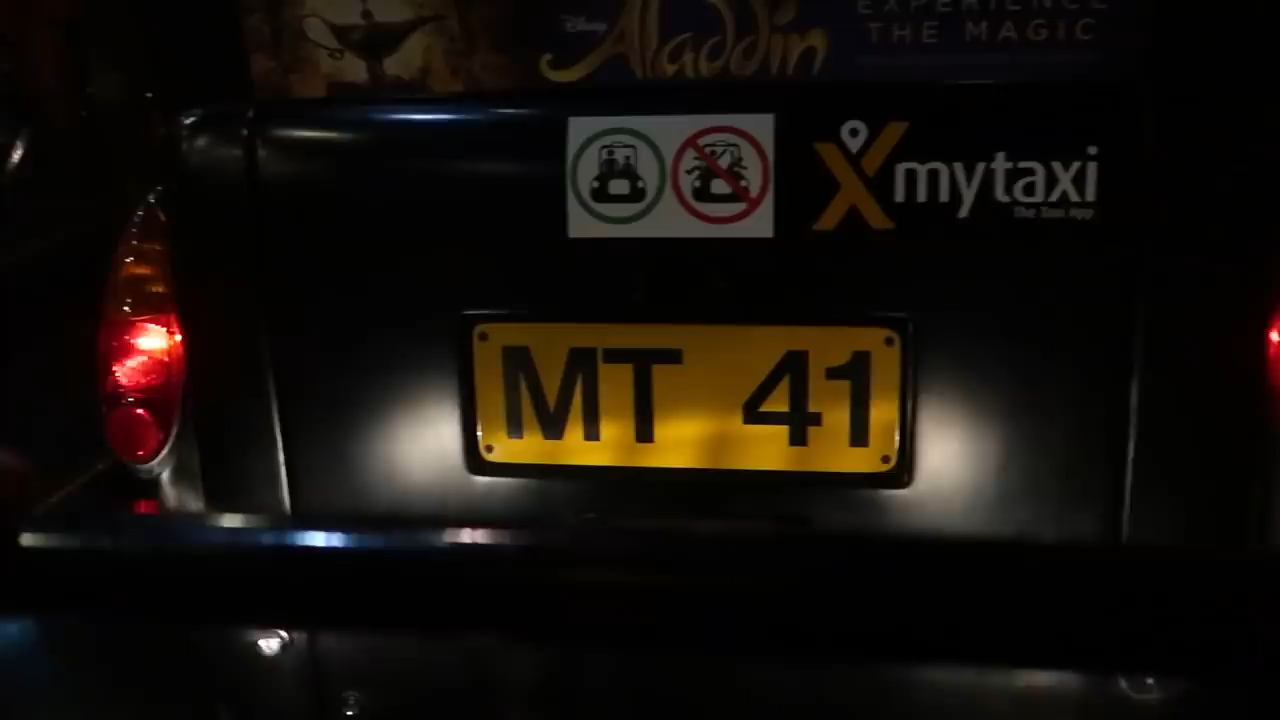 Disney Aladdin
EXPERIENCE
THE MAGIC
mytaxi
The Taxi App
MT 41